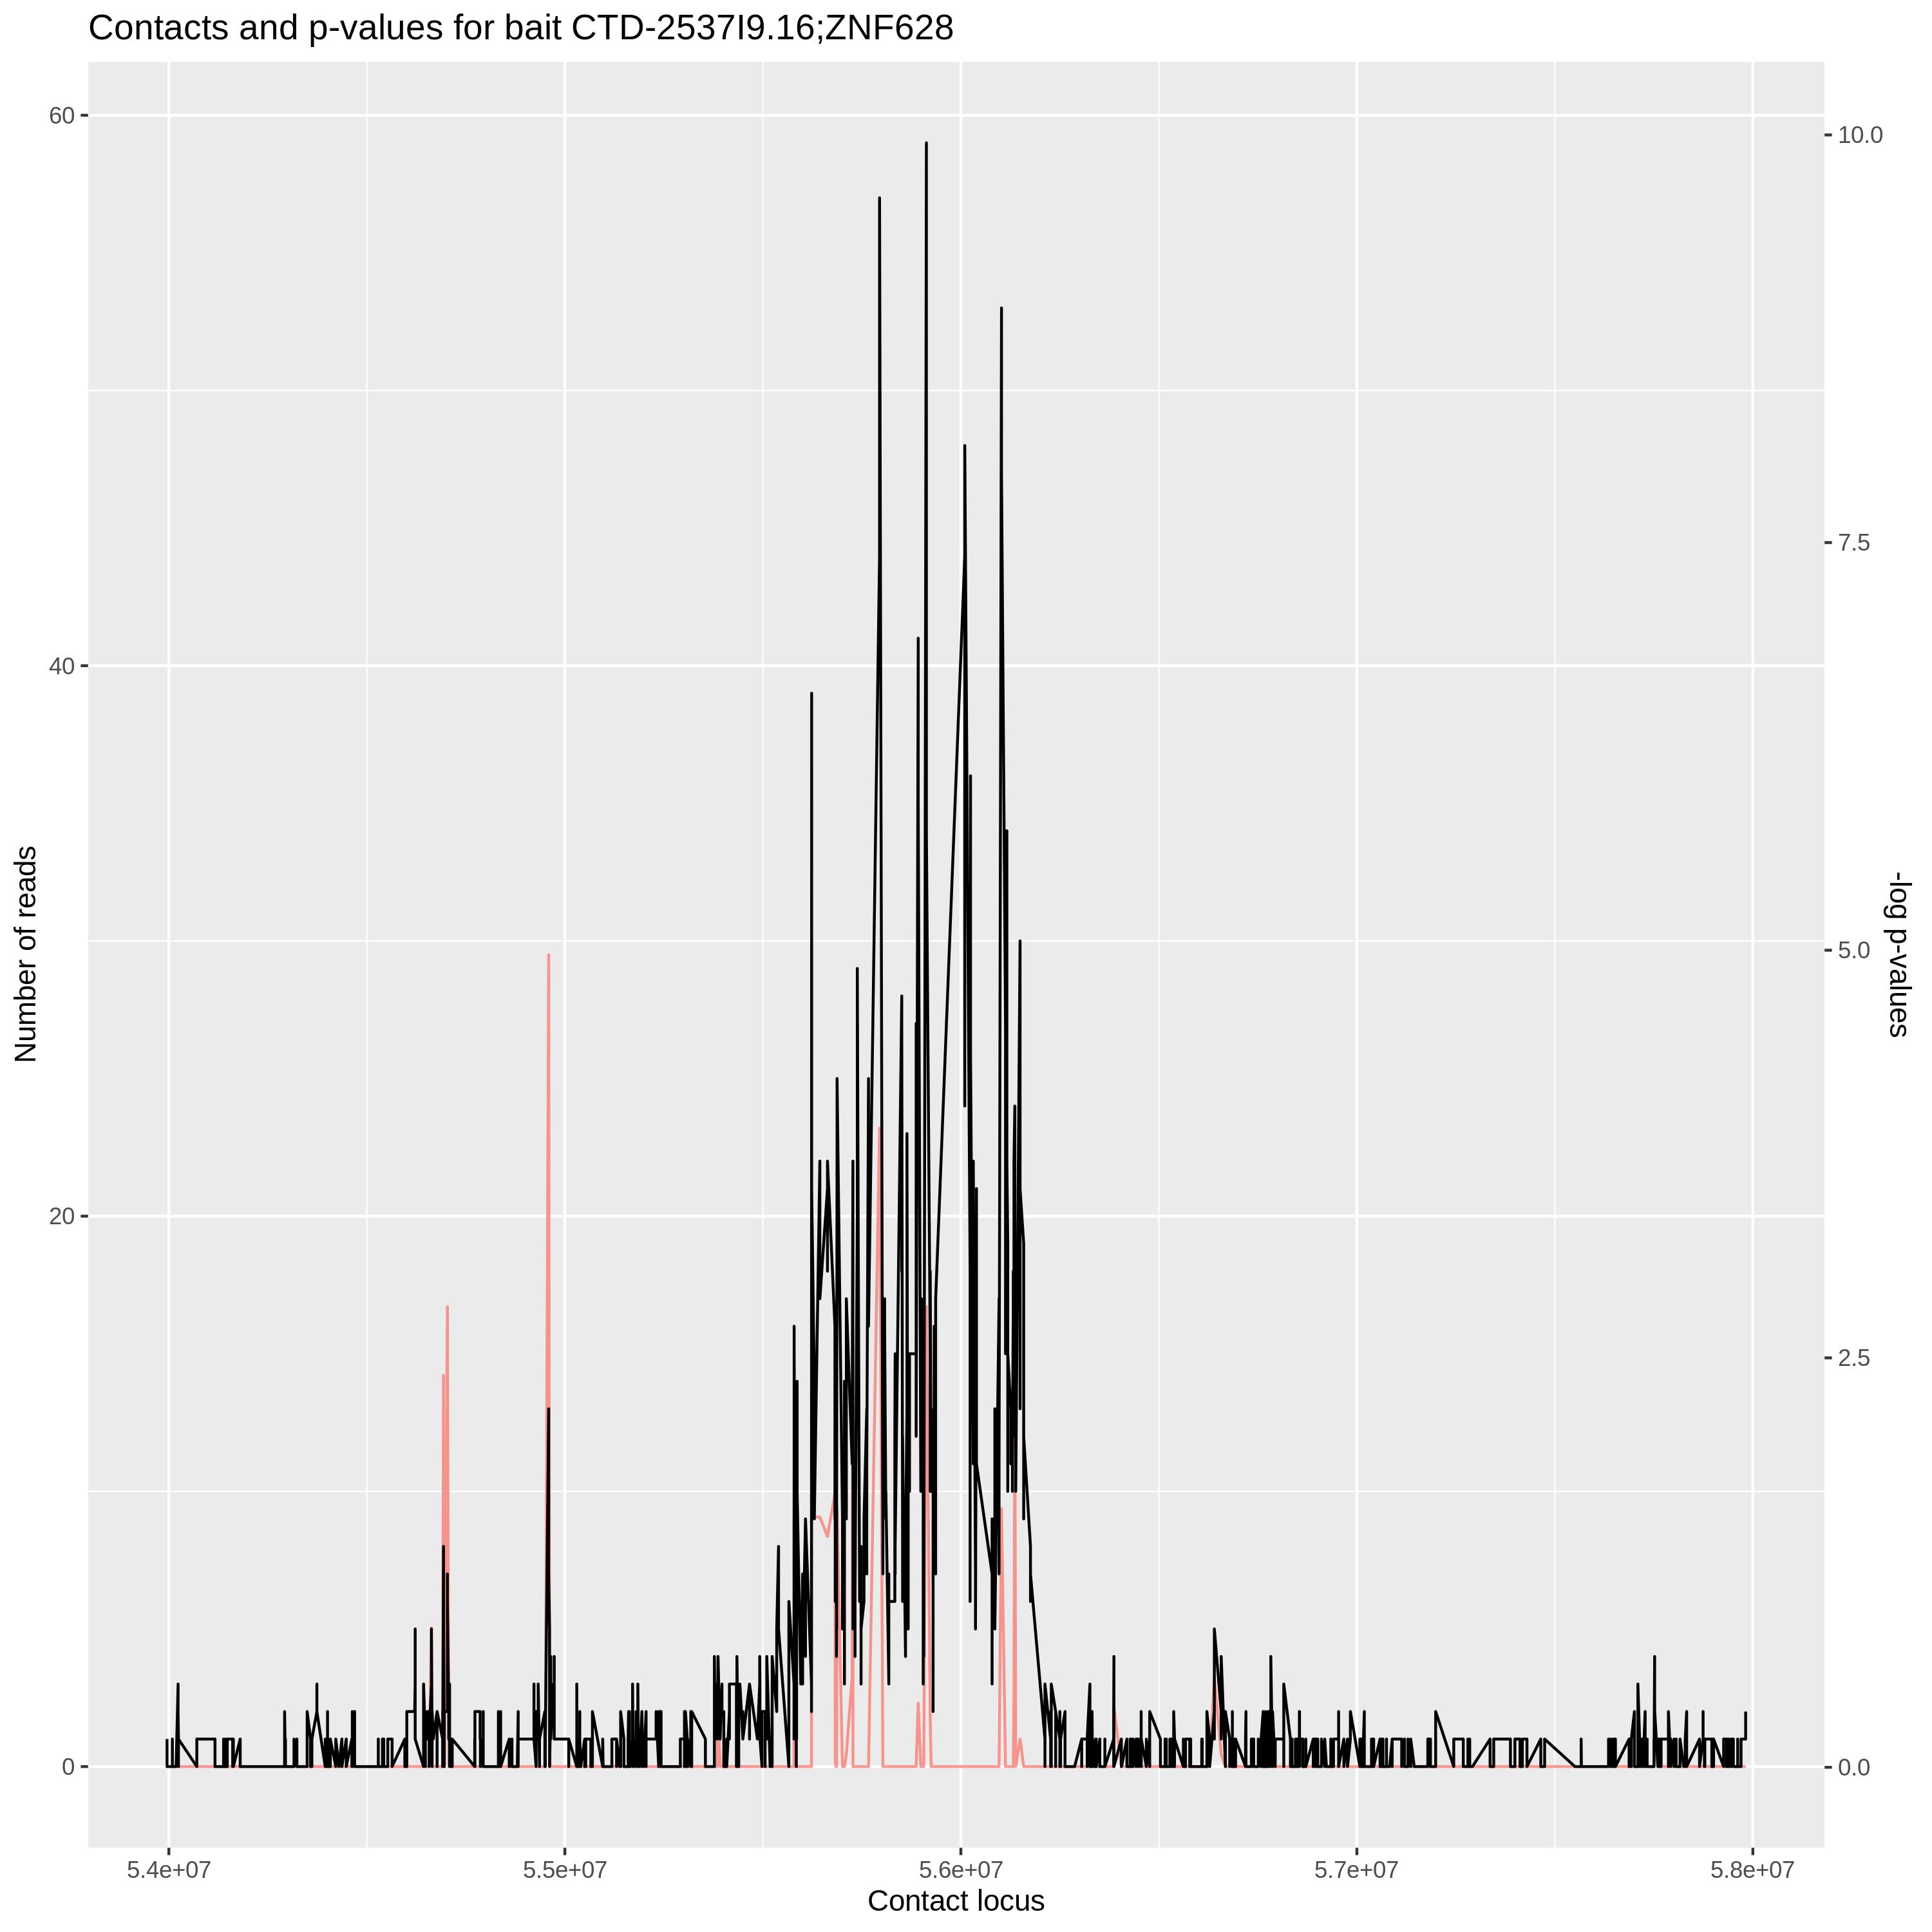 Contacts and p-values for bait CTD-2537I9.16;ZNF628
60
40
20
0
Number of reads
10.0
7.5
5.0
2.5
0.0
-log p-values
5.4e+07 5.5e+07 5.6e+07 5.7e+07 5.8e+07
Contact locus